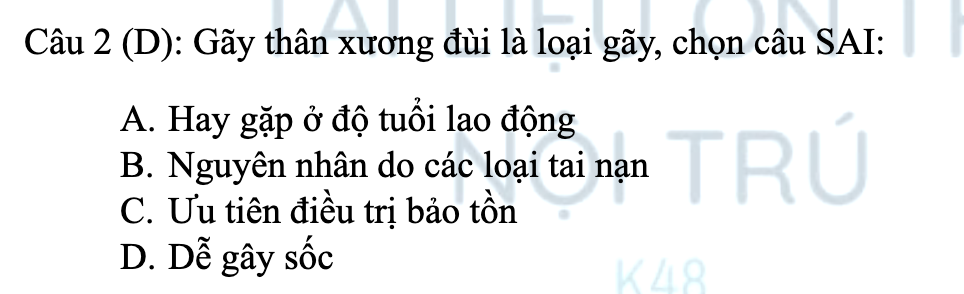 TÀI LIỆU ÔN T
Câu 2 (D): Gãy thân xương đùi là loại gãy, chọn câu SAI:
A. Hay gặp ở độ tuổi lao động
B. Nguyên nhân do các loại tai nạn
NỘI TRÚ
C. Ưu tiên điều trị bảo tồn
D. Dễ gây sốc
K48